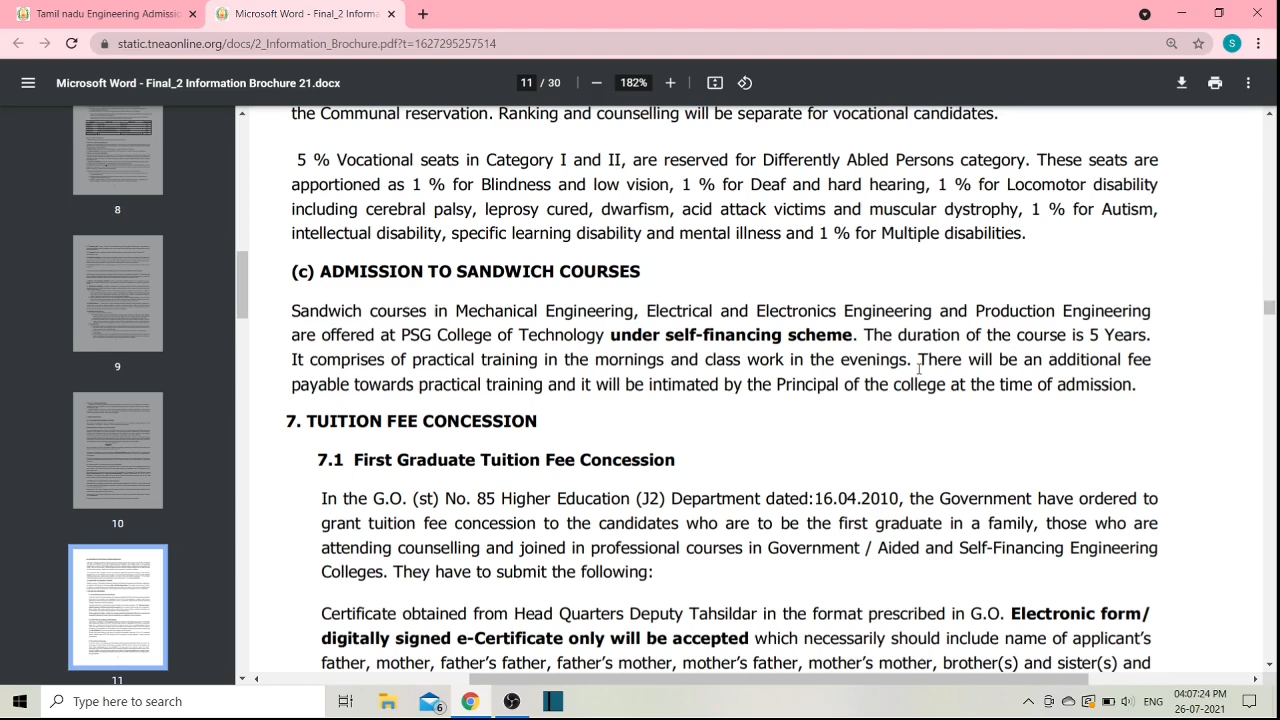 Tamil nadu Engineering Admissi
Microsoft Word - Final_2 Informa
static.tneaonline.org/docs/2_Information_Brochure.pdf?t=1627295257514
S
Microsoft Word - Final_2 Information Brochure 21.docx
11 / 30
182%
8
9
10
11
the Communal reservation. Ranking and counselling will be separate for vocational candidates.
5 % Vocational seats in Category I and II, are reserved for Differently Abled Persons category. These seats are
apportioned as 1 % for Blindness and low vision, 1 % for Deaf and hard hearing, 1 % for Locomotor disability
including cerebral palsy, leprosy cured, dwarfism, acid attack victims and muscular dystrophy, 1 % for Autism,
intellectual disability, specific learning disability and mental illness and 1 % for Multiple disabilities.
(c) ADMISSION TO SANDWICH COURSES
Sandwich courses in Mechanical Engineering, Electrical and Electronics Engineering and Production Engineering
are offered at PSG College of Technology under self-financing scheme. The duration of the course is 5 Years.
It comprises of practical training in the mornings and class work in the evenings. There will be an additional fee
payable towards practical training and it will be intimated by the Principal of the college at the time of admission.
7. TUITION FEE CONCESSION
7.1 First Graduate Tuition Fee Concession
In the G.O. (st) No. 85 Higher Education (J2) Department dated:16.04.2010, the Government have ordered to
grant tuition fee concession to the candidates who are to be the first graduate in a family, those who are
attending counselling and joined in professional courses in Government / Aided and Self-Financing Engineering
Colleges. They have to submit the following:
Certificate obtained from Head Quarters Deputy Tahsildar in the format prescribed in G.O. Electronic form/
digitally signed e-Certificate only will be accepted which necessarily should include name of applicant's
father, mother, father's father, father's mother, mother's father, mother's mother, brother(s) and sister(s) and
Type here to search
6
ENG
04:07:24 PM
26-07-2021